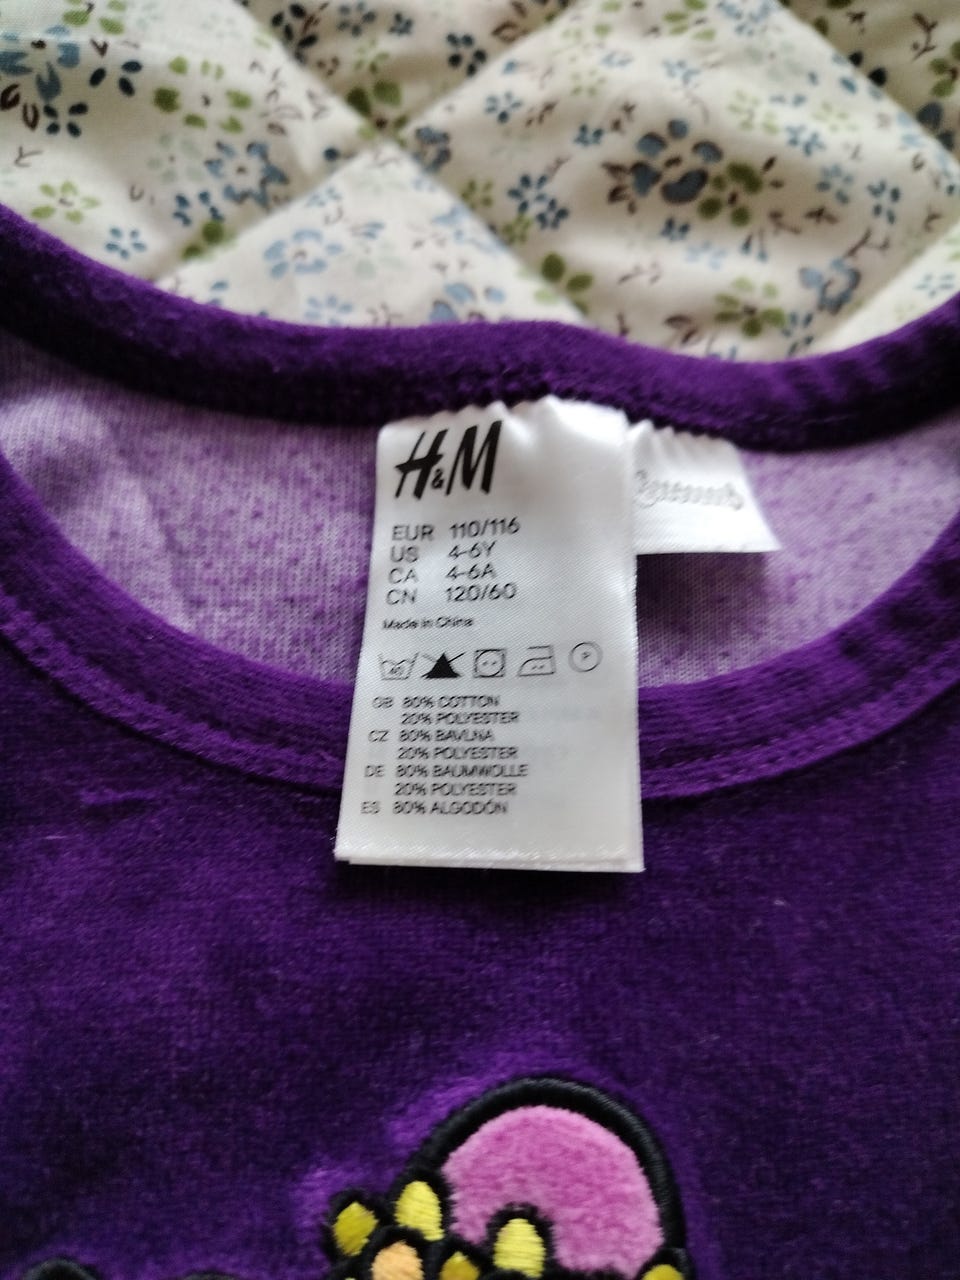 H&M
EUR 110/116
US 4-6Y
CA 4-6A
CN 120/60
Made in China
40
P
GB 80% COTTON
20% POLYESTER
CZ 80% BAVLNA
20% POLYESTER
DE 80% BAUMWOLLE
20% POLYESTER
ES 80% ALGODÓN